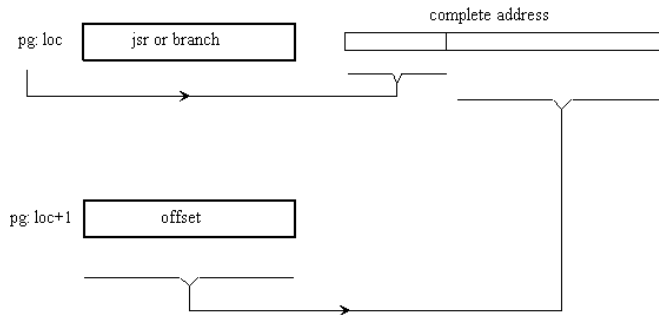 complete address
pg: loc jsr or branch
pg: loc+1 offset